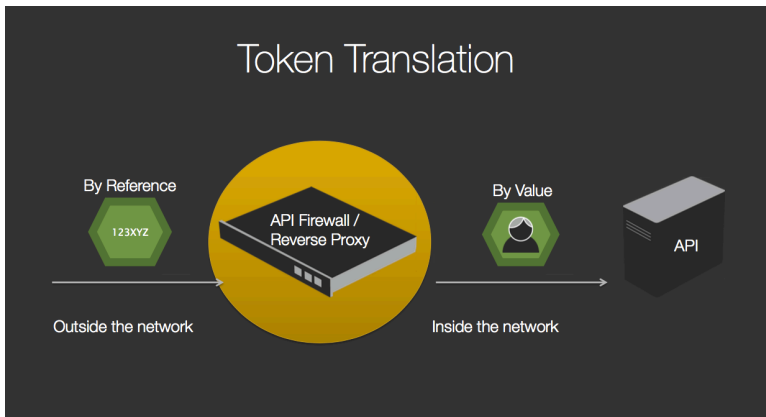 Token Translation
By Reference
123XYZ
Outside the network
API Firewall /
Reverse Proxy
By Value
Inside the network
API